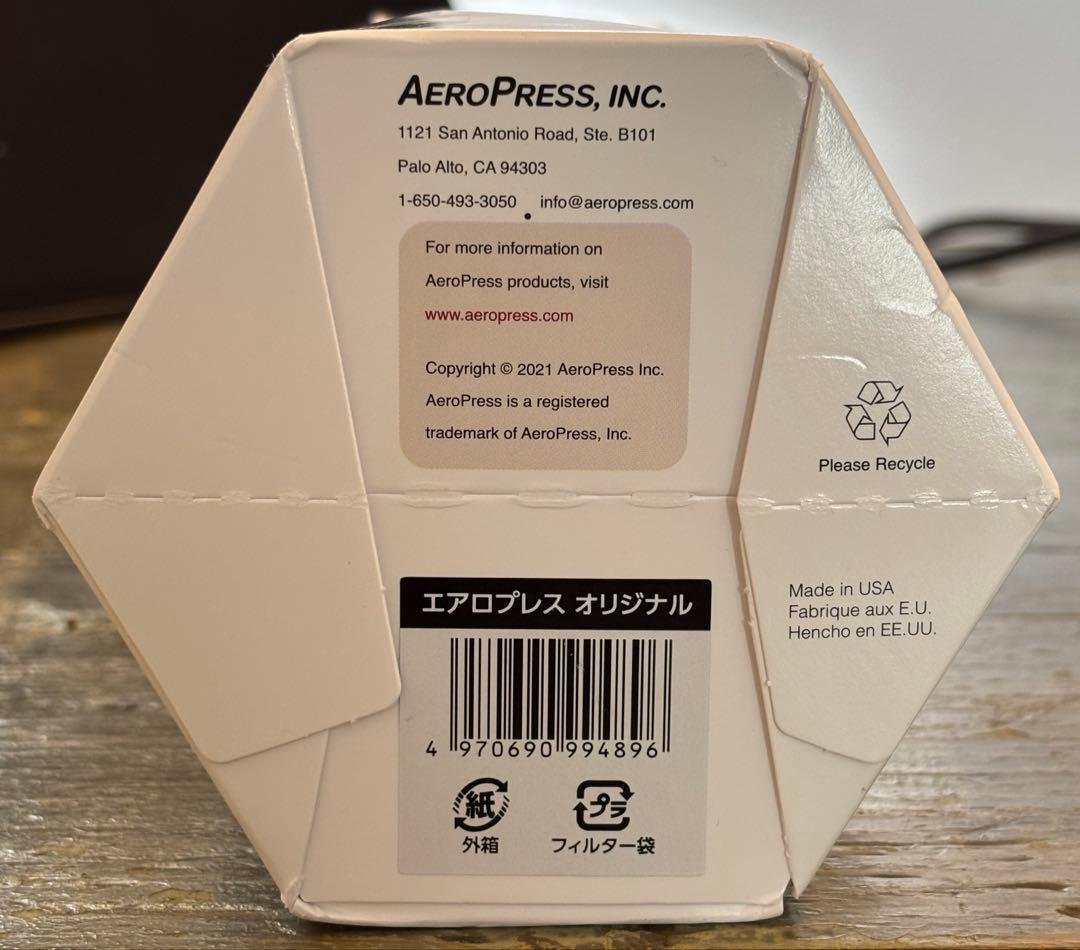 AEROPRESS, INC.
1121 San Antonio Road, Ste. B101
Palo Alto, CA 94303
1-650-493-3050 • info@aeropress.com
For more information on
AeroPress products, visit
www.aeropress.com
Copyright © 2021 AeroPress Inc.
AeroPress is a registered
trademark of AeroPress, Inc.
Please Recycle
Made in USA
Fabrique aux E.U.
Hencho en EE.UU.
エアロプレス オリジナル
4 970690 994896
紙
外箱
プラ
フィルター袋